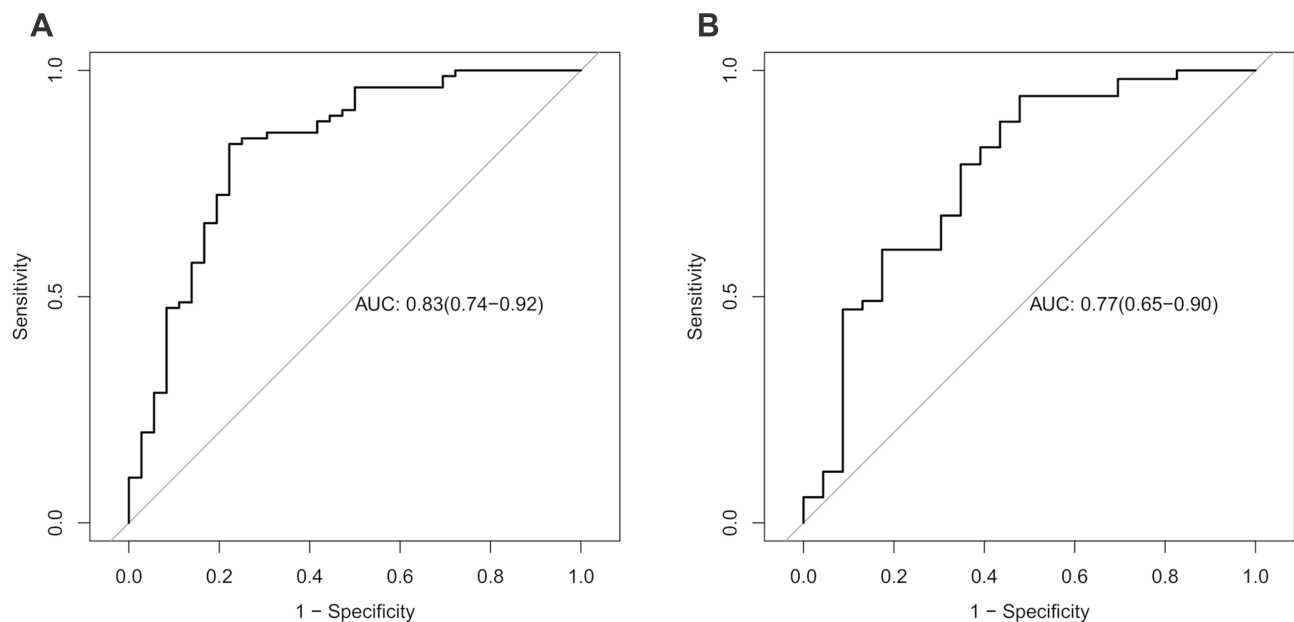 A
1.0
0.5
0.0
Sensitivity
AUC: 0.83(0.74−0.92)
0.0 0.2 0.4 0.6 0.8 1.0
1 − Specificity
B
1.0
0.5
0.0
Sensitivity
AUC: 0.77(0.65−0.90)
0.0 0.2 0.4 0.6 0.8 1.0
1 − Specificity